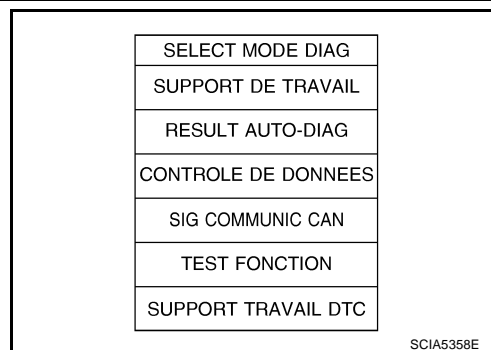 SELECT MODE DIAG
SUPPORT DE TRAVAIL
RESULT AUTO-DIAG
CONTROLE DE DONNEES
SIG COMMUNIC CAN
TEST FONCTION
SUPPORT TRAVAIL DTC
SCIA5358E